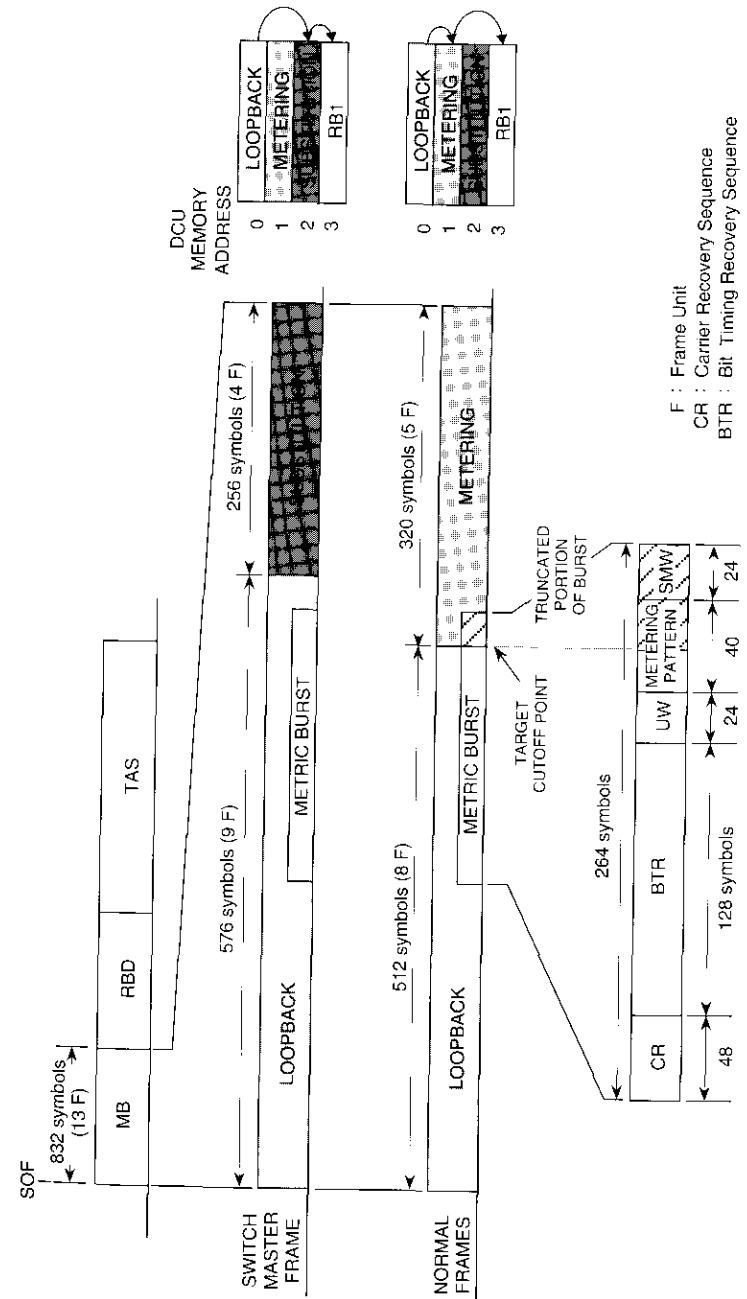 SOF
832 symbols
(13 F)
MB
RBD
TAS
DCU
MEMORY
ADDRESS
SWITCH
MASTER
FRAME
576 symbols (9 F)
256 symbols (4 F)
LOOPBACK
METRIC BURST
0
1
2
3
LOOPBACK
METERING
RB1
NORMAL
FRAMES
512 symbols (8 F)
320 symbols (5 F)
LOOPBACK
METRIC BURST
METERING
0
1
2
3
LOOPBACK
METERING
RB1
TARGET
CUTOFF POINT
TRUNCATED
PORTION
OF BURST
264 symbols
CR
BTR
UW
METERING
PATTERN
SMW
48
128 symbols
24
40
24
F : Frame Unit
CR : Carrier Recovery Sequence
BTR : Bit Timing Recovery Sequence